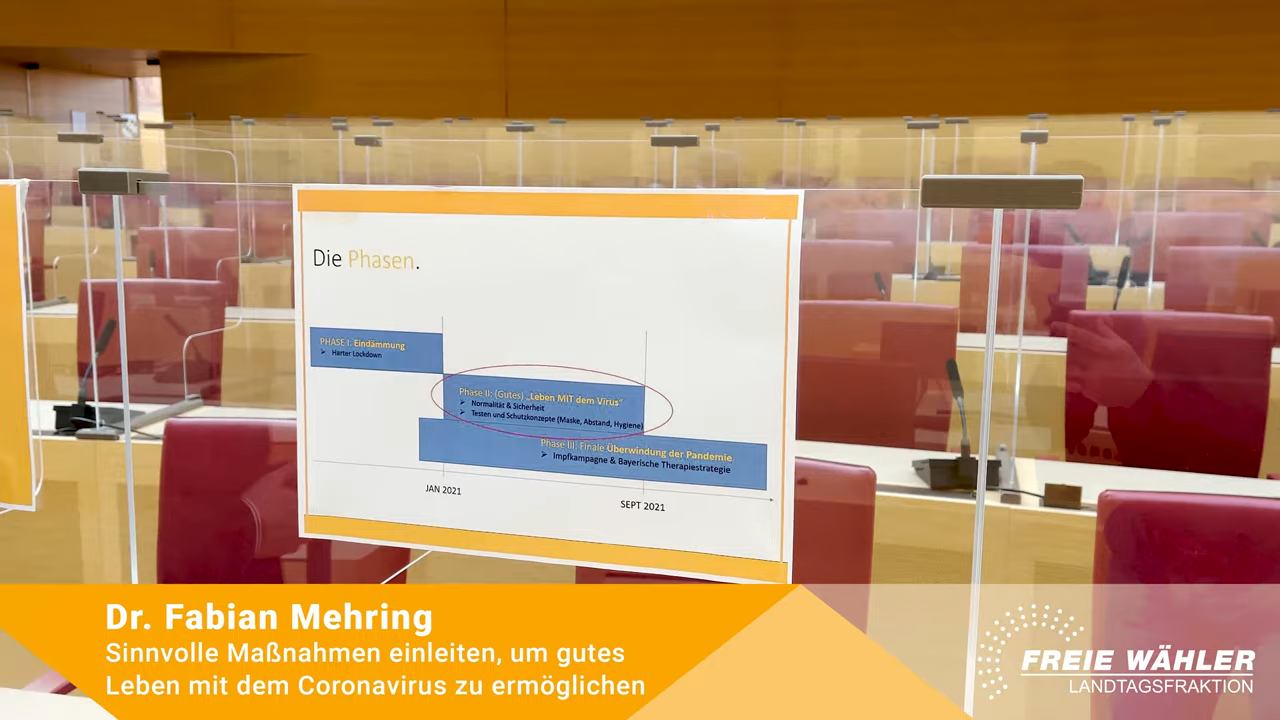 Die Phasen.
PHASE I: Eindämmung
➤ Harter Lockdown
Phase II: (Gutes) „Leben MIT dem Virus“
➤ Normalität & Sicherheit
➤ Testen und Schutzkonzepte (Maske, Abstand, Hygiene)
Phase III: Finale Überwindung der Pandemie
➤ Impfkampagne & Bayerische Therapiestrategie
JAN 2021
SEPT 2021
Dr. Fabian Mehring
Sinnvolle Maßnahmen einleiten, um gutes
Leben mit dem Coronavirus zu ermöglichen
FREIE WÄHLER
LANDTAGSFRAKTION